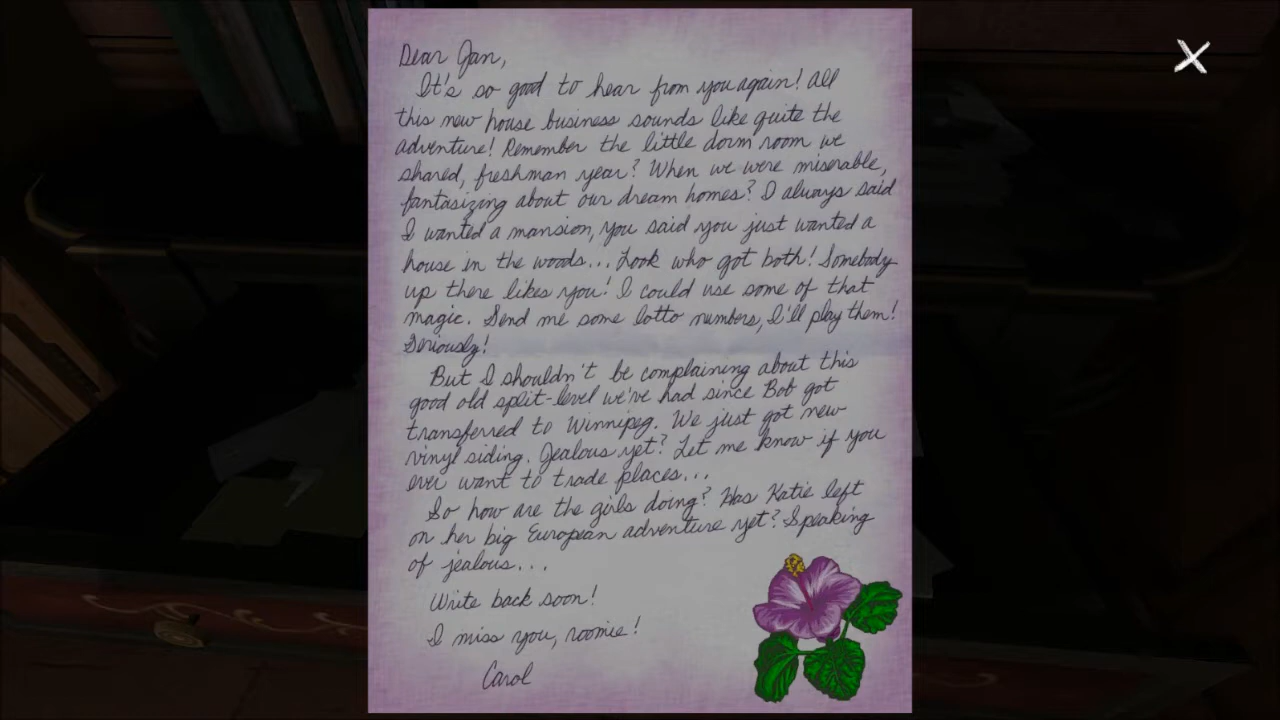 Dear Jan,
It's so good to hear from you again! All
this new house business sounds like quite the
adventure! Remember the little dorm room we
shared, freshman year? When we were miserable,
fantasizing about our dream homes? I always said
I wanted a mansion, you said you just wanted a
house in the woods... Look who got both! Somebody
up there likes you! I could use some of that
magic. Send me some lotto numbers, I'll play them!
Seriously!
But I shouldn't be complaining about this
good old split-level we've had since Bob got
transferred to Winnipeg. We just got new
vinyl siding. Jealous yet? Let me know if you
ever want to trade places...
So how are the girls doing? Has Katie left
on her big European adventure yet? Speaking
of jealous...
Write back soon!
I miss you, roomie!
Carol